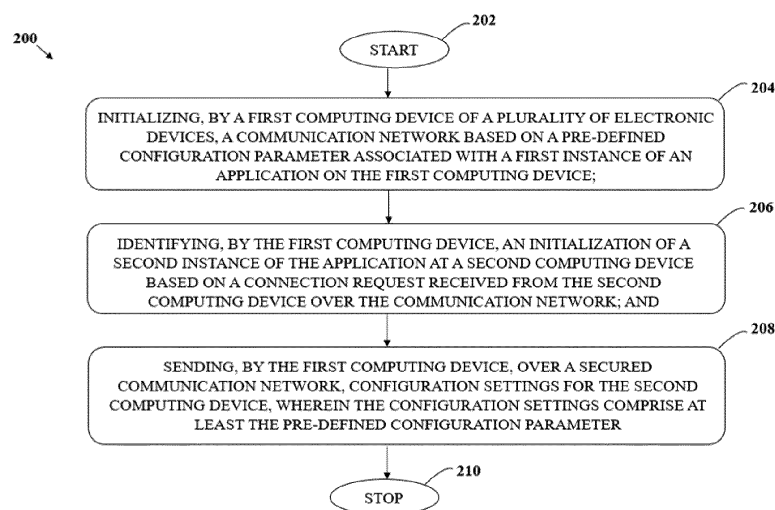 200
202
START
204
INITIALIZING, BY A FIRST COMPUTING DEVICE OF A PLURALITY OF ELECTRONIC
DEVICES, A COMMUNICATION NETWORK BASED ON A PRE-DEFINED
CONFIGURATION PARAMETER ASSOCIATED WITH A FIRST INSTANCE OF AN
APPLICATION ON THE FIRST COMPUTING DEVICE;
206
IDENTIFYING, BY THE FIRST COMPUTING DEVICE, AN INITIALIZATION OF A
SECOND INSTANCE OF THE APPLICATION AT A SECOND COMPUTING DEVICE
BASED ON A CONNECTION REQUEST RECEIVED FROM THE SECOND
COMPUTING DEVICE OVER THE COMMUNICATION NETWORK; AND
208
SENDING, BY THE FIRST COMPUTING DEVICE, OVER A SECURED
COMMUNICATION NETWORK, CONFIGURATION SETTINGS FOR THE SECOND
COMPUTING DEVICE, WHEREIN THE CONFIGURATION SETTINGS COMPRISE AT
LEAST THE PRE-DEFINED CONFIGURATION PARAMETER
210
STOP